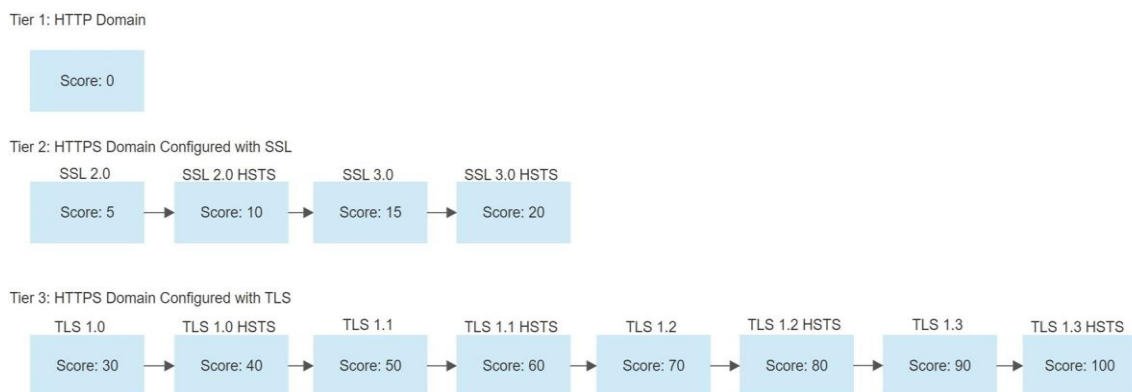 Tier 1: HTTP Domain
Score: 0
Tier 2: HTTPS Domain Configured with SSL
SSL 2.0 SSL 2.0 HSTS SSL 3.0 SSL 3.0 HSTS
Score: 5 Score: 10 Score: 15 Score: 20
Tier 3: HTTPS Domain Configured with TLS
TLS 1.0 TLS 1.0 HSTS TLS 1.1 TLS 1.1 HSTS TLS 1.2 TLS 1.2 HSTS TLS 1.3 TLS 1.3 HSTS
Score: 30 Score: 40 Score: 50 Score: 60 Score: 70 Score: 80 Score: 90 Score: 100